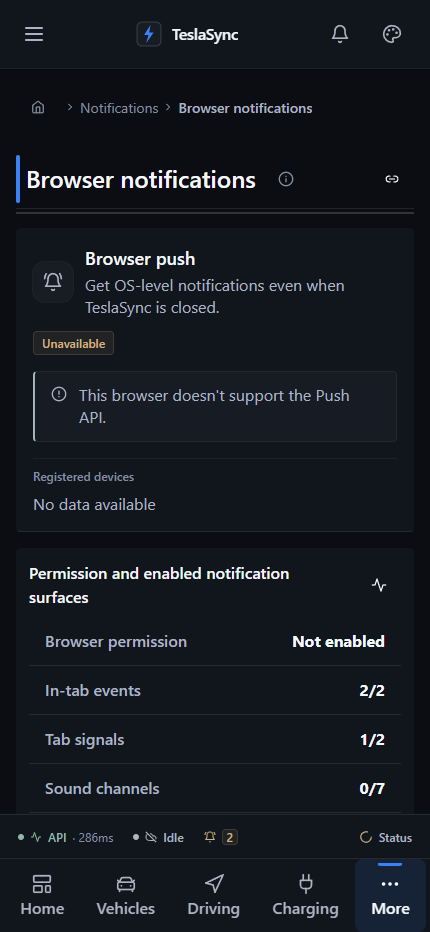 TeslaSync
Notifications
Browser notifications
Browser notifications
Browser push
Get OS-level notifications even when
TeslaSync is closed.
Unavailable
This browser doesn't support the Push
API.
Registered devices
No data available
Permission and enabled notification
surfaces
Browser permission Not enabled
In-tab events 2/2
Tab signals 1/2
Sound channels 0/7
API · 286ms Idle 2 Status
Home Vehicles Driving Charging More